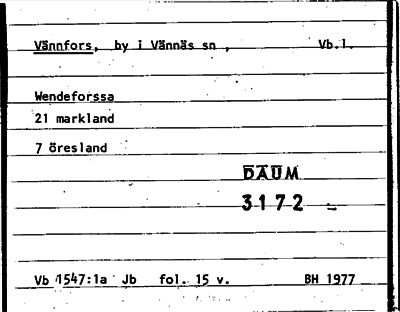 Vännfors, by i Vännäs sn , Vb.l.
Wendeforssa
21 markland
7 öresland
DAUM
3172
Vb 1547:1a Jb fol. 15 v. BH 1977